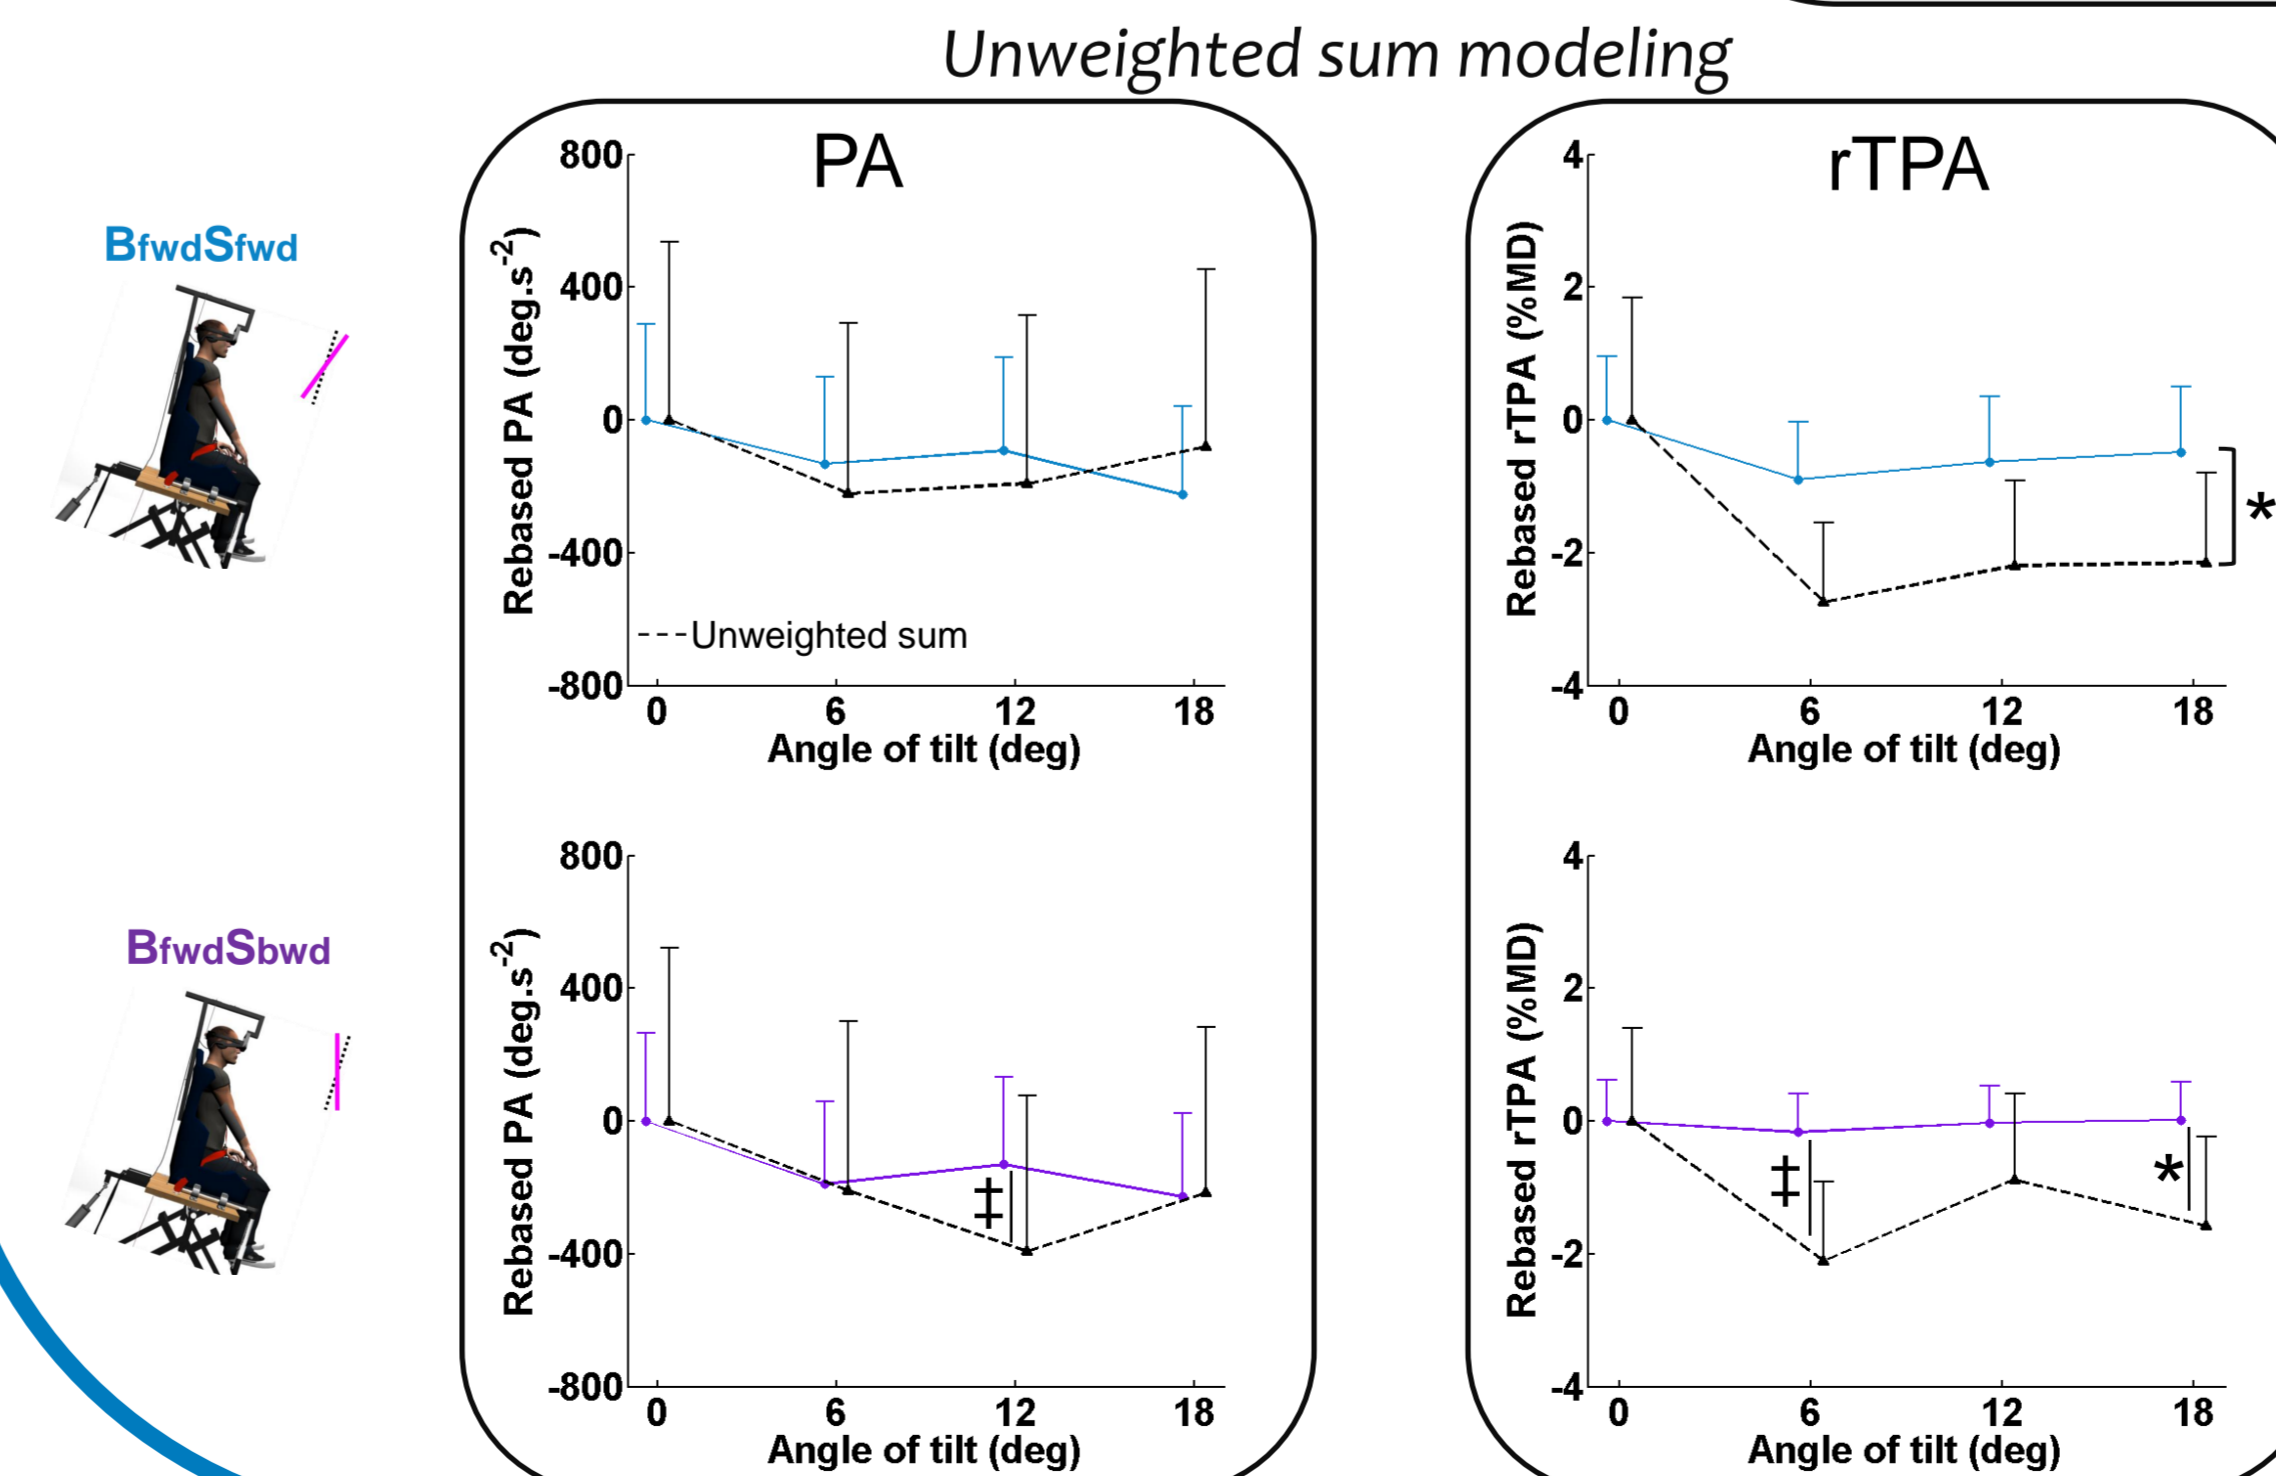 Unweighted sum modeling
BfwdSfwd
PA
800
400
0
-400
-800
Rebased PA (deg.s-2)
---Unweighted sum
0 6 12 18
Angle of tilt (deg)
rTPA
4
2
0
-2
-4
Rebased rTPA (%MD)
*
0 6 12 18
Angle of tilt (deg)
BfwdSbwd
800
400
0
-400
-800
Rebased PA (deg.s-2)
‡
0 6 12 18
Angle of tilt (deg)
4
2
0
-2
-4
Rebased rTPA (%MD)
‡
*
0 6 12 18
Angle of tilt (deg)